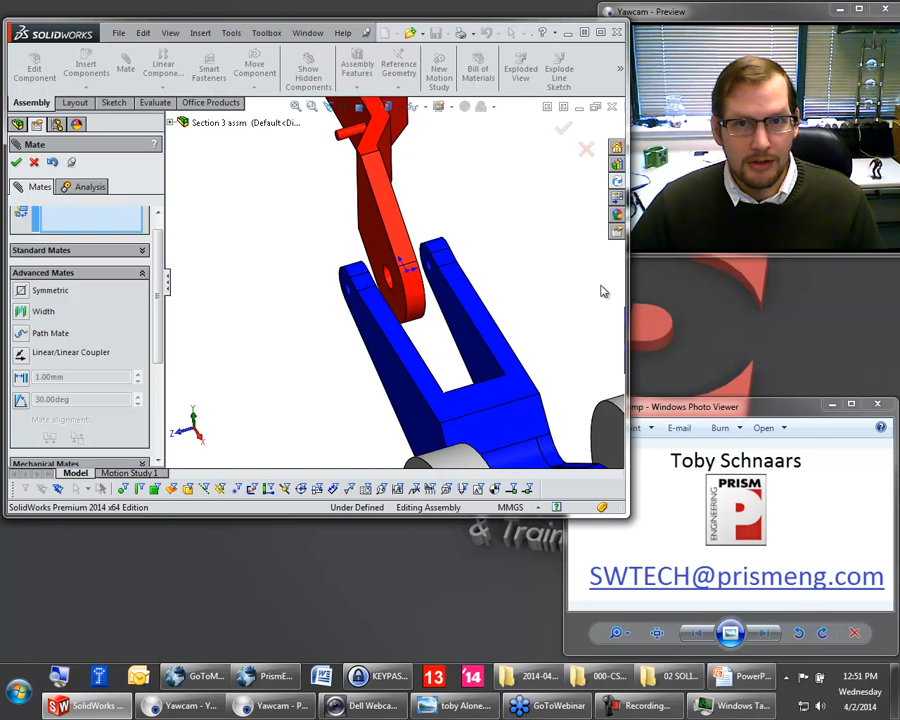 SOLIDWORKS File Edit View Insert Tools Toolbox Window Help
Edit Component
Insert Components
Mate
Linear Compone...
Smart Fasteners
Move Component
Show Hidden Components
Assembly Features
Reference Geometry
New Motion Study
Bill of Materials
Exploded View
Explode Line Sketch
Assembly Layout Sketch Evaluate Office Products
Section 3 assm (Default<Di...
Mate ?
Mates Analysis
Standard Mates
Advanced Mates
Symmetric
Width
Path Mate
Linear/Linear Coupler
1.00mm
30.00deg
Mate alignment:
Mechanical Mates
Model Motion Study 1
SolidWorks Premium 2014 x64 Edition Under Defined Editing Assembly MMGS
Yawcam - Preview
- Windows Photo Viewer
E-mail Burn Open
Toby Schnaars
PRISM
ENGINEERING
P
SWTECH@prismeng.com
& Train
GoToM... PrismE... KEYPAS... 13 14 2014-04... 000-CS... 02 SOLI... PowerP...
12:51 PM
Wednesday
4/2/2014
SolidWorks ... Yawcam - Y... Yawcam - P... Dell Webca... toby Alone.... GoToWebinar Recording... Windows Ta...